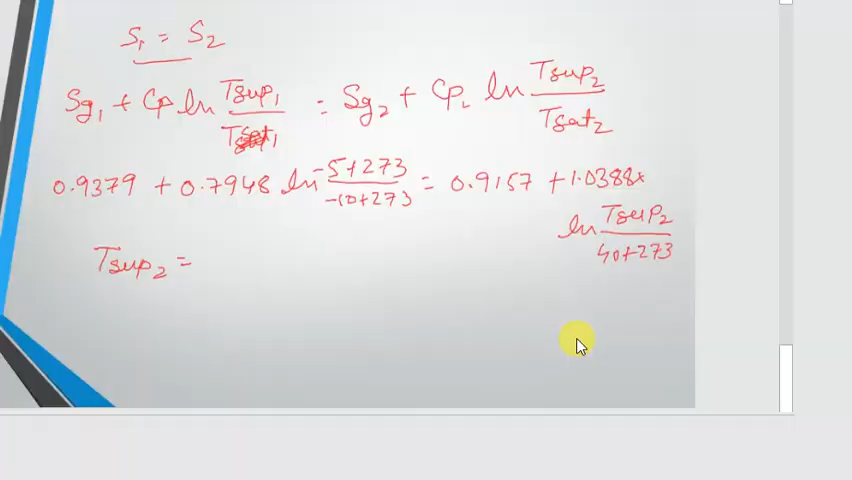 S₁ = S₂
Sg₁ + Cp ln Tsup₁/Tsat₁ = Sg₂ + Cp₂ ln Tsup₂/Tsat₂
0.9379 + 0.7948 ln -5+273/-10+273 = 0.9157 + 1.0388×
ln Tsup₂/40+273
Tsup₂ =